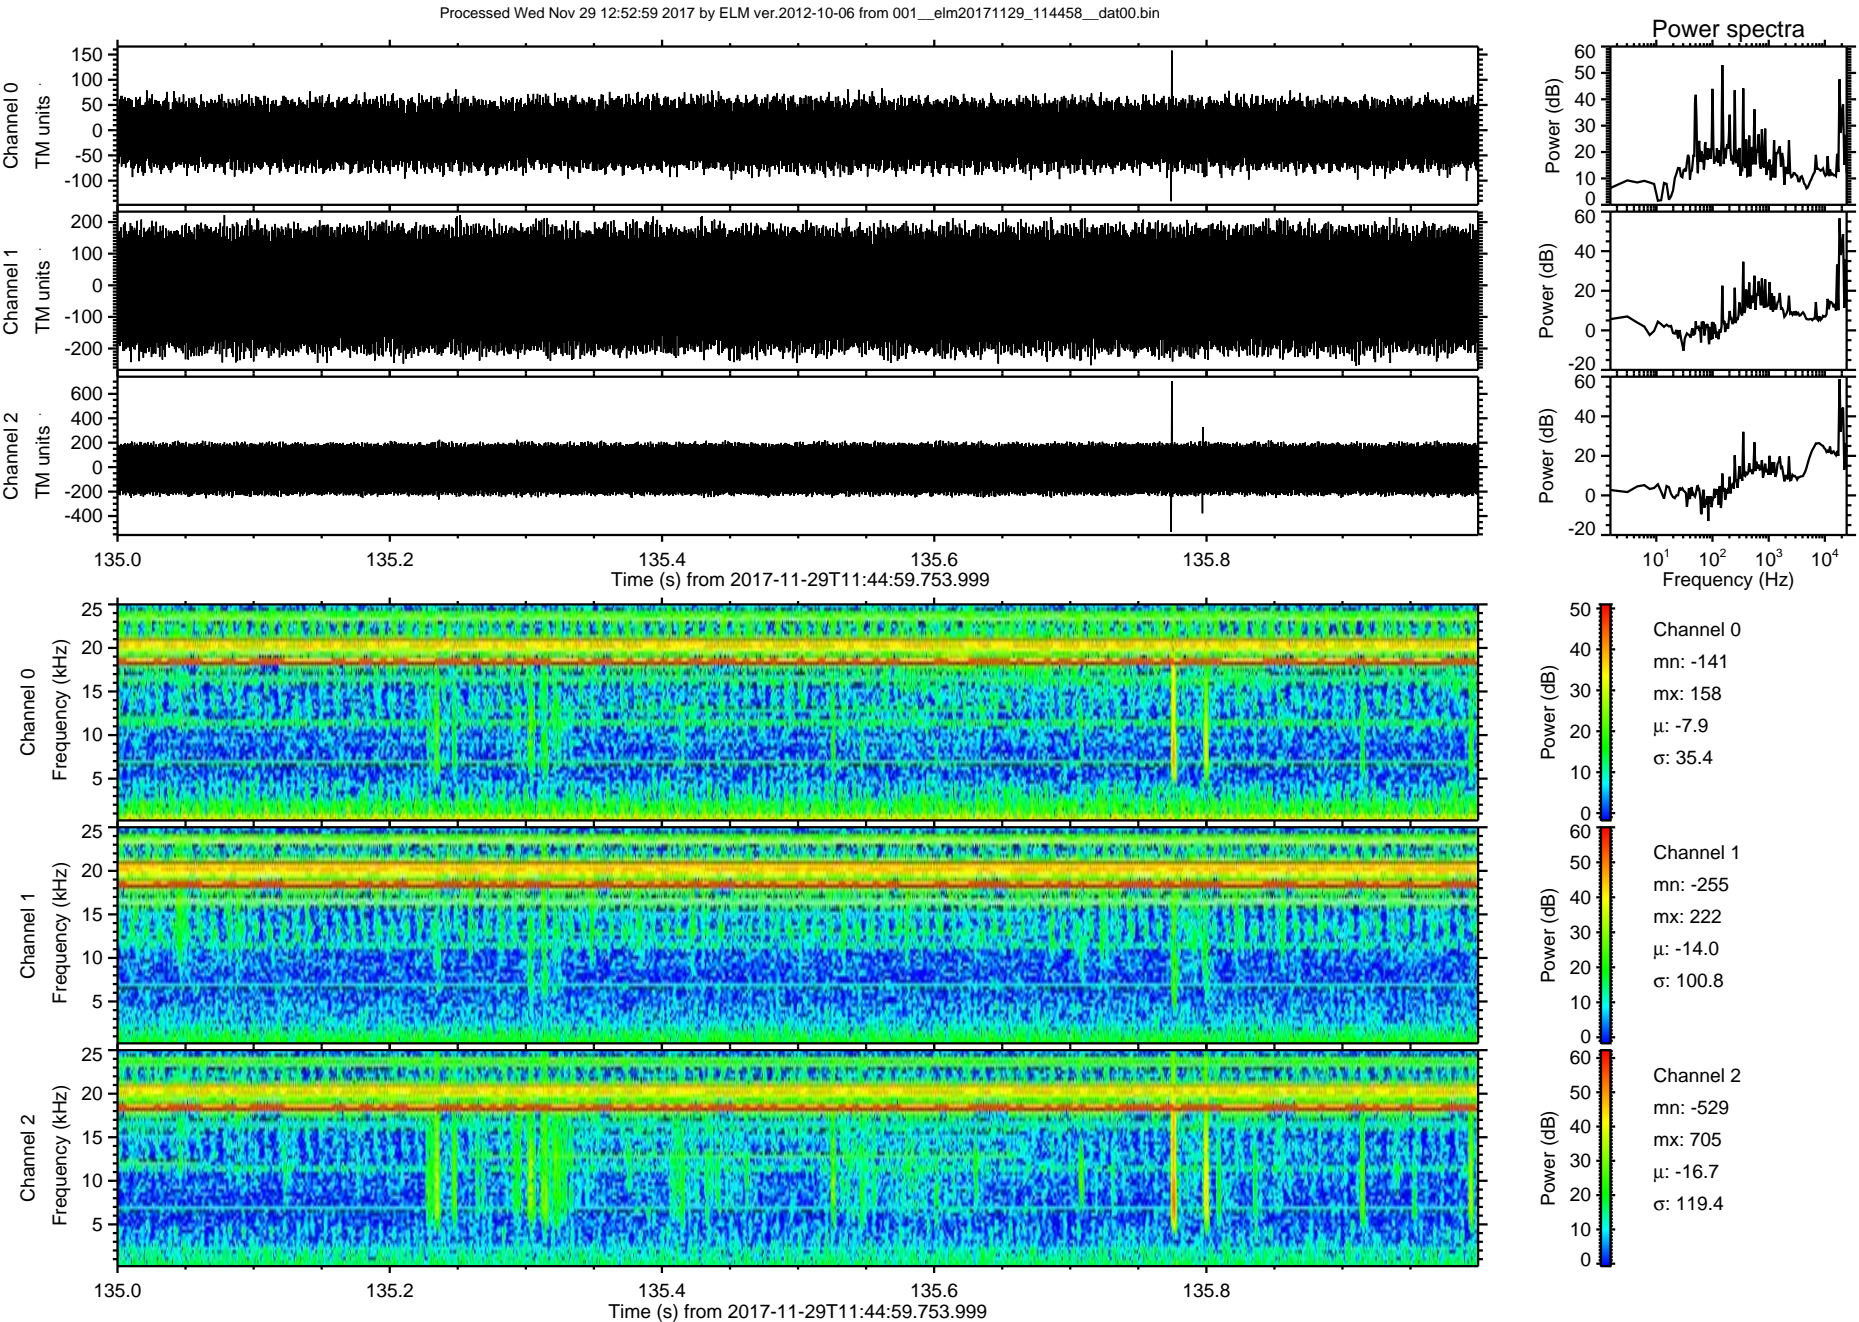 Processed Wed Nov 29 12:52:59 2017 by ELM ver.2012-10-06 from 001__elm20171129_114458__dat00.bin
Power spectra
Channel 0
TM units
150
100
50
0
-50
-100
Power (dB)
60
50
40
30
20
10
0
Channel 1
TM units
200
100
0
-100
-200
Power (dB)
60
40
20
0
-20
Channel 2
TM units
600
400
200
0
-200
-400
Power (dB)
60
40
20
0
-20
135.0 135.2 135.4 135.6 135.8
Time (s) from 2017-11-29T11:44:59.753.999
10^1 10^2 10^3 10^4
Frequency (Hz)
Channel 0
Frequency (kHz)
25
20
15
10
5
Power (dB)
50
40
30
20
10
0
Channel 0
mn: -141
mx: 158
μ: -7.9
σ: 35.4
Channel 1
Frequency (kHz)
25
20
15
10
5
Power (dB)
60
50
40
30
20
10
0
Channel 1
mn: -255
mx: 222
μ: -14.0
σ: 100.8
Channel 2
Frequency (kHz)
25
20
15
10
5
Power (dB)
60
50
40
30
20
10
0
Channel 2
mn: -529
mx: 705
μ: -16.7
σ: 119.4
135.0 135.2 135.4 135.6 135.8
Time (s) from 2017-11-29T11:44:59.753.999